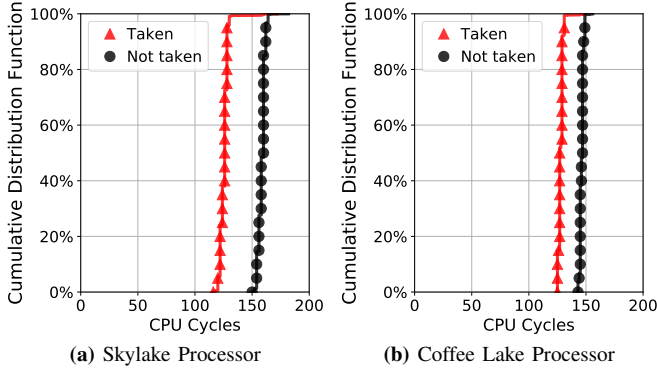 Cumulative Distribution Function
100%
80%
60%
40%
20%
0%
Taken
Not taken
0 50 100 150 200
CPU Cycles
(a) Skylake Processor
Cumulative Distribution Function
100%
80%
60%
40%
20%
0%
Taken
Not taken
0 50 100 150 200
CPU Cycles
(b) Coffee Lake Processor